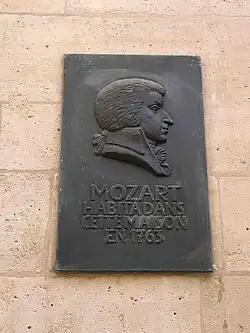 MOZART
HABITA DANS
CETTE MAISON
EN 1763